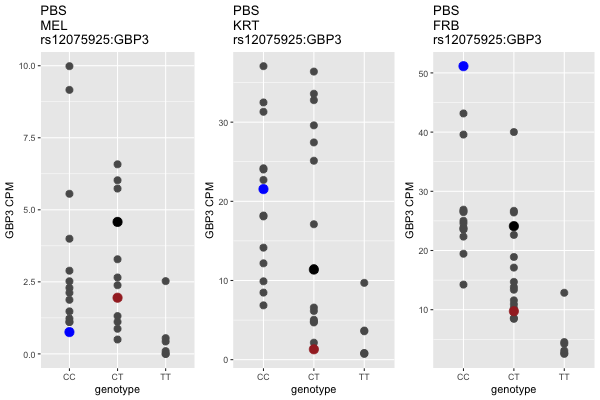 PBS
MEL
rs12075925:GBP3
10.0
7.5
5.0
2.5
0.0
GBP3 CPM
CC
CT
TT
genotype
PBS
KRT
rs12075925:GBP3
30
20
10
0
GBP3 CPM
CC
CT
TT
genotype
PBS
FRB
rs12075925:GBP3
50
40
30
20
10
GBP3 CPM
CC
CT
TT
genotype